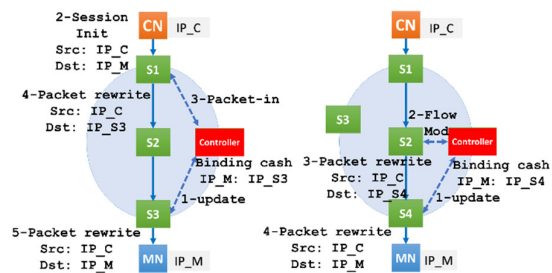 CN
IP_C
2-Session
Init
Src: IP_C
Dst: IP_M
S1
4-Packet rewrite
Src: IP_C
Dst: IP_S3
3-Packet-in
S2
Controller
Binding cash
IP_M: IP_S3
1-update
S3
5-Packet rewrite
Src: IP_C
Dst: IP_M
MN
IP_M
CN
IP_C
S1
S3
2-Flow
Mod
S2
Controller
3-Packet rewrite
Src: IP_C
Dst: IP_S4
Binding cash
IP_M: IP_S4
1-update
S4
4-Packet rewrite
Src: IP_C
Dst: IP_M
MN
IP_M